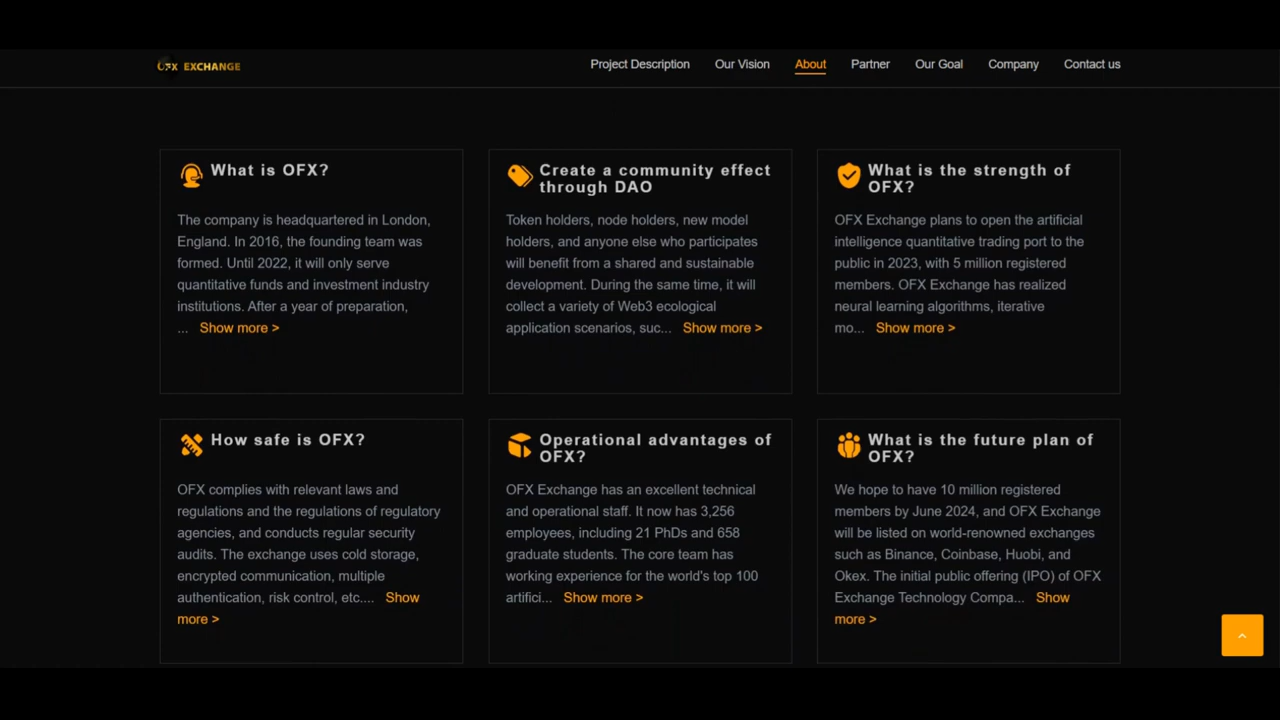 OFX EXCHANGE
Project Description
Our Vision
About
Partner
Our Goal
Company
Contact us
What is OFX?
The company is headquartered in London,
England. In 2016, the founding team was
formed. Until 2022, it will only serve
quantitative funds and investment industry
institutions. After a year of preparation,
... Show more >
Create a community effect
through DAO
Token holders, node holders, new model
holders, and anyone else who participates
will benefit from a shared and sustainable
development. During the same time, it will
collect a variety of Web3 ecological
application scenarios, suc... Show more >
What is the strength of
OFX?
OFX Exchange plans to open the artificial
intelligence quantitative trading port to the
public in 2023, with 5 million registered
members. OFX Exchange has realized
neural learning algorithms, iterative
mo... Show more >
How safe is OFX?
OFX complies with relevant laws and
regulations and the regulations of regulatory
agencies, and conducts regular security
audits. The exchange uses cold storage,
encrypted communication, multiple
authentication, risk control, etc.... Show
more >
Operational advantages of
OFX?
OFX Exchange has an excellent technical
and operational staff. It now has 3,256
employees, including 21 PhDs and 658
graduate students. The core team has
working experience for the world's top 100
artifici... Show more >
What is the future plan of
OFX?
We hope to have 10 million registered
members by June 2024, and OFX Exchange
will be listed on world-renowned exchanges
such as Binance, Coinbase, Huobi, and
Okex. The initial public offering (IPO) of OFX
Exchange Technology Compa... Show
more >